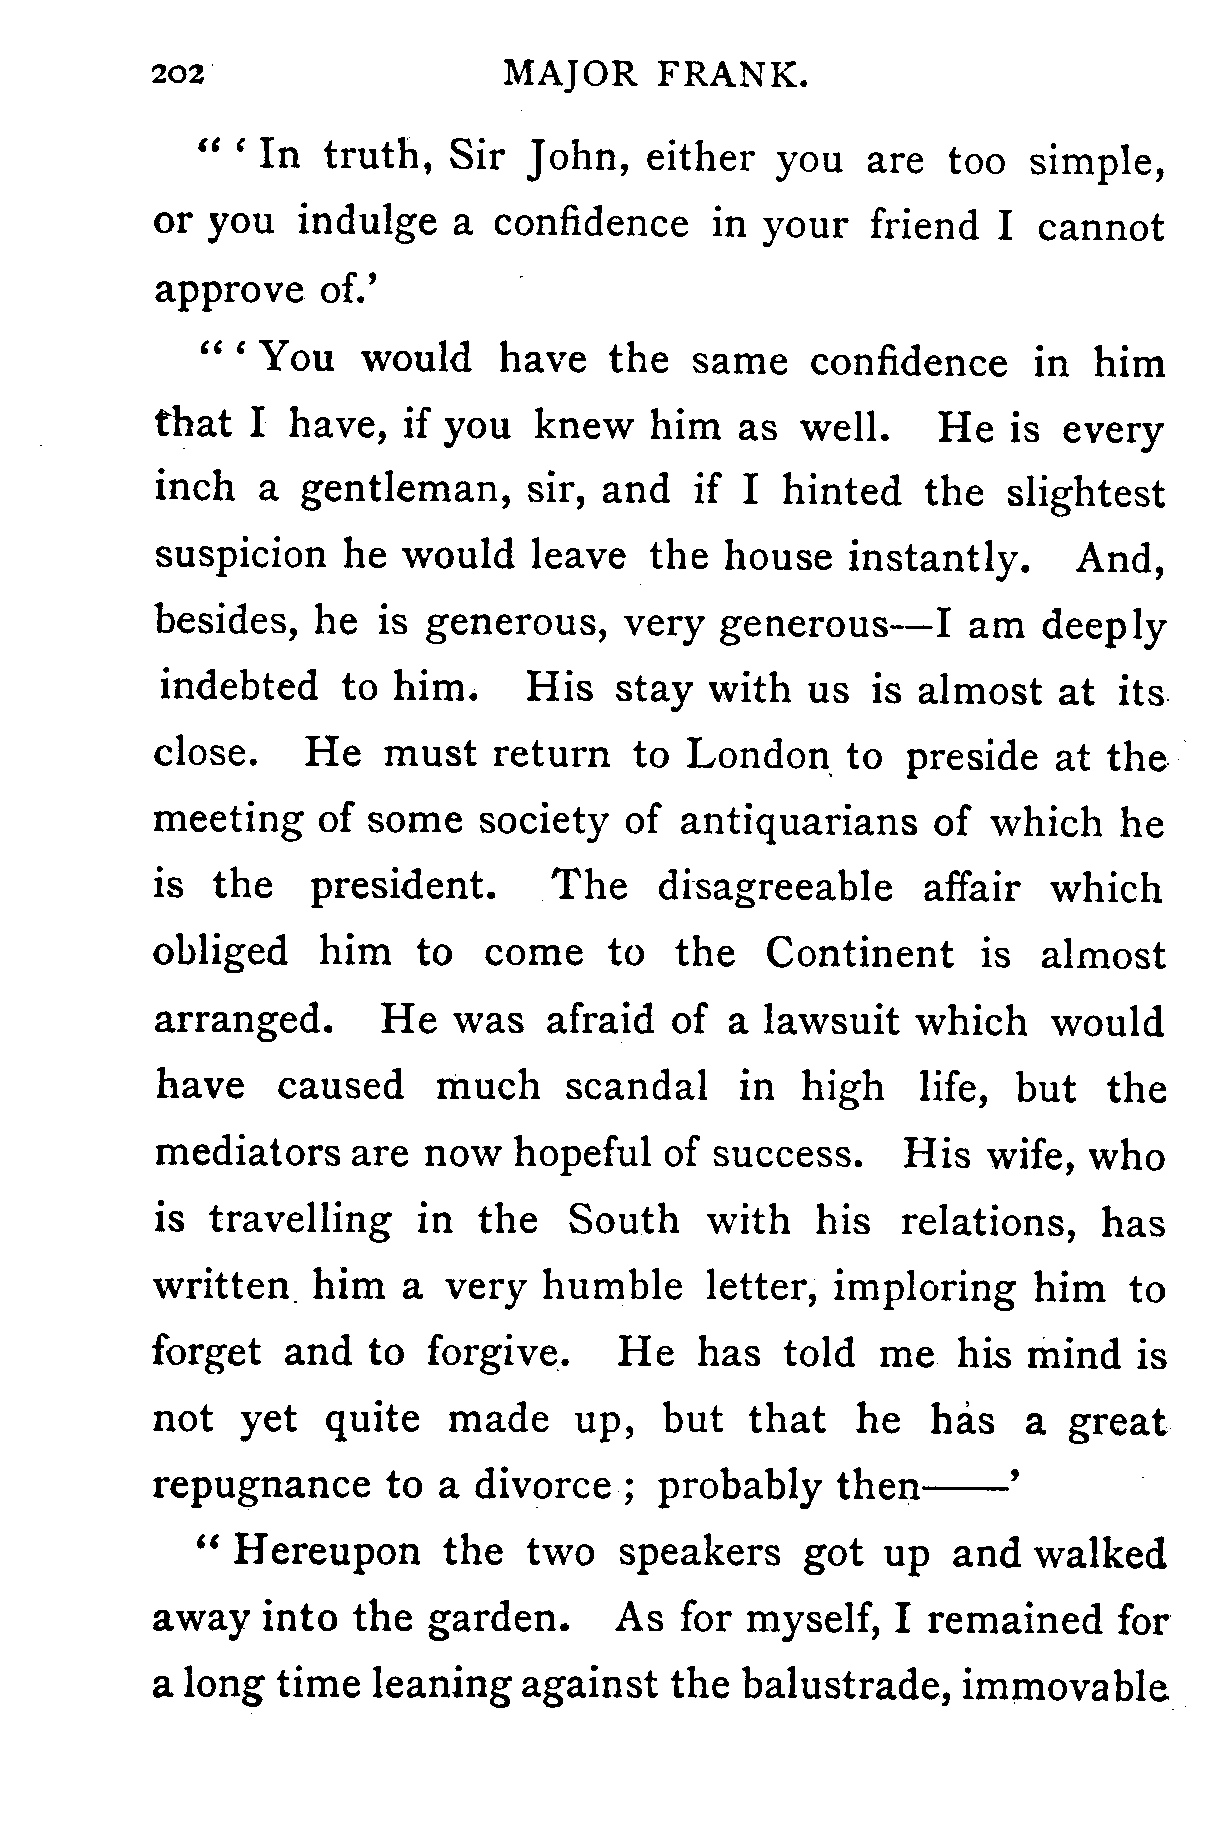 202 MAJOR FRANK.
“ ‘ In truth, Sir John, either you are too simple,
or you indulge a confidence in your friend I cannot
approve of.’
“ ‘ You would have the same confidence in him
that I have, if you knew him as well. He is every
inch a gentleman, sir, and if I hinted the slightest
suspicion he would leave the house instantly. And,
besides, he is generous, very generous—I am deeply
indebted to him. His stay with us is almost at its
close. He must return to London to preside at the
meeting of some society of antiquarians of which he
is the president. The disagreeable affair which
obliged him to come to the Continent is almost
arranged. He was afraid of a lawsuit which would
have caused much scandal in high life, but the
mediators are now hopeful of success. His wife, who
is travelling in the South with his relations, has
written him a very humble letter, imploring him to
forget and to forgive. He has told me his mind is
not yet quite made up, but that he has a great
repugnance to a divorce ; probably then——’
“ Hereupon the two speakers got up and walked
away into the garden. As for myself, I remained for
a long time leaning against the balustrade, immovable